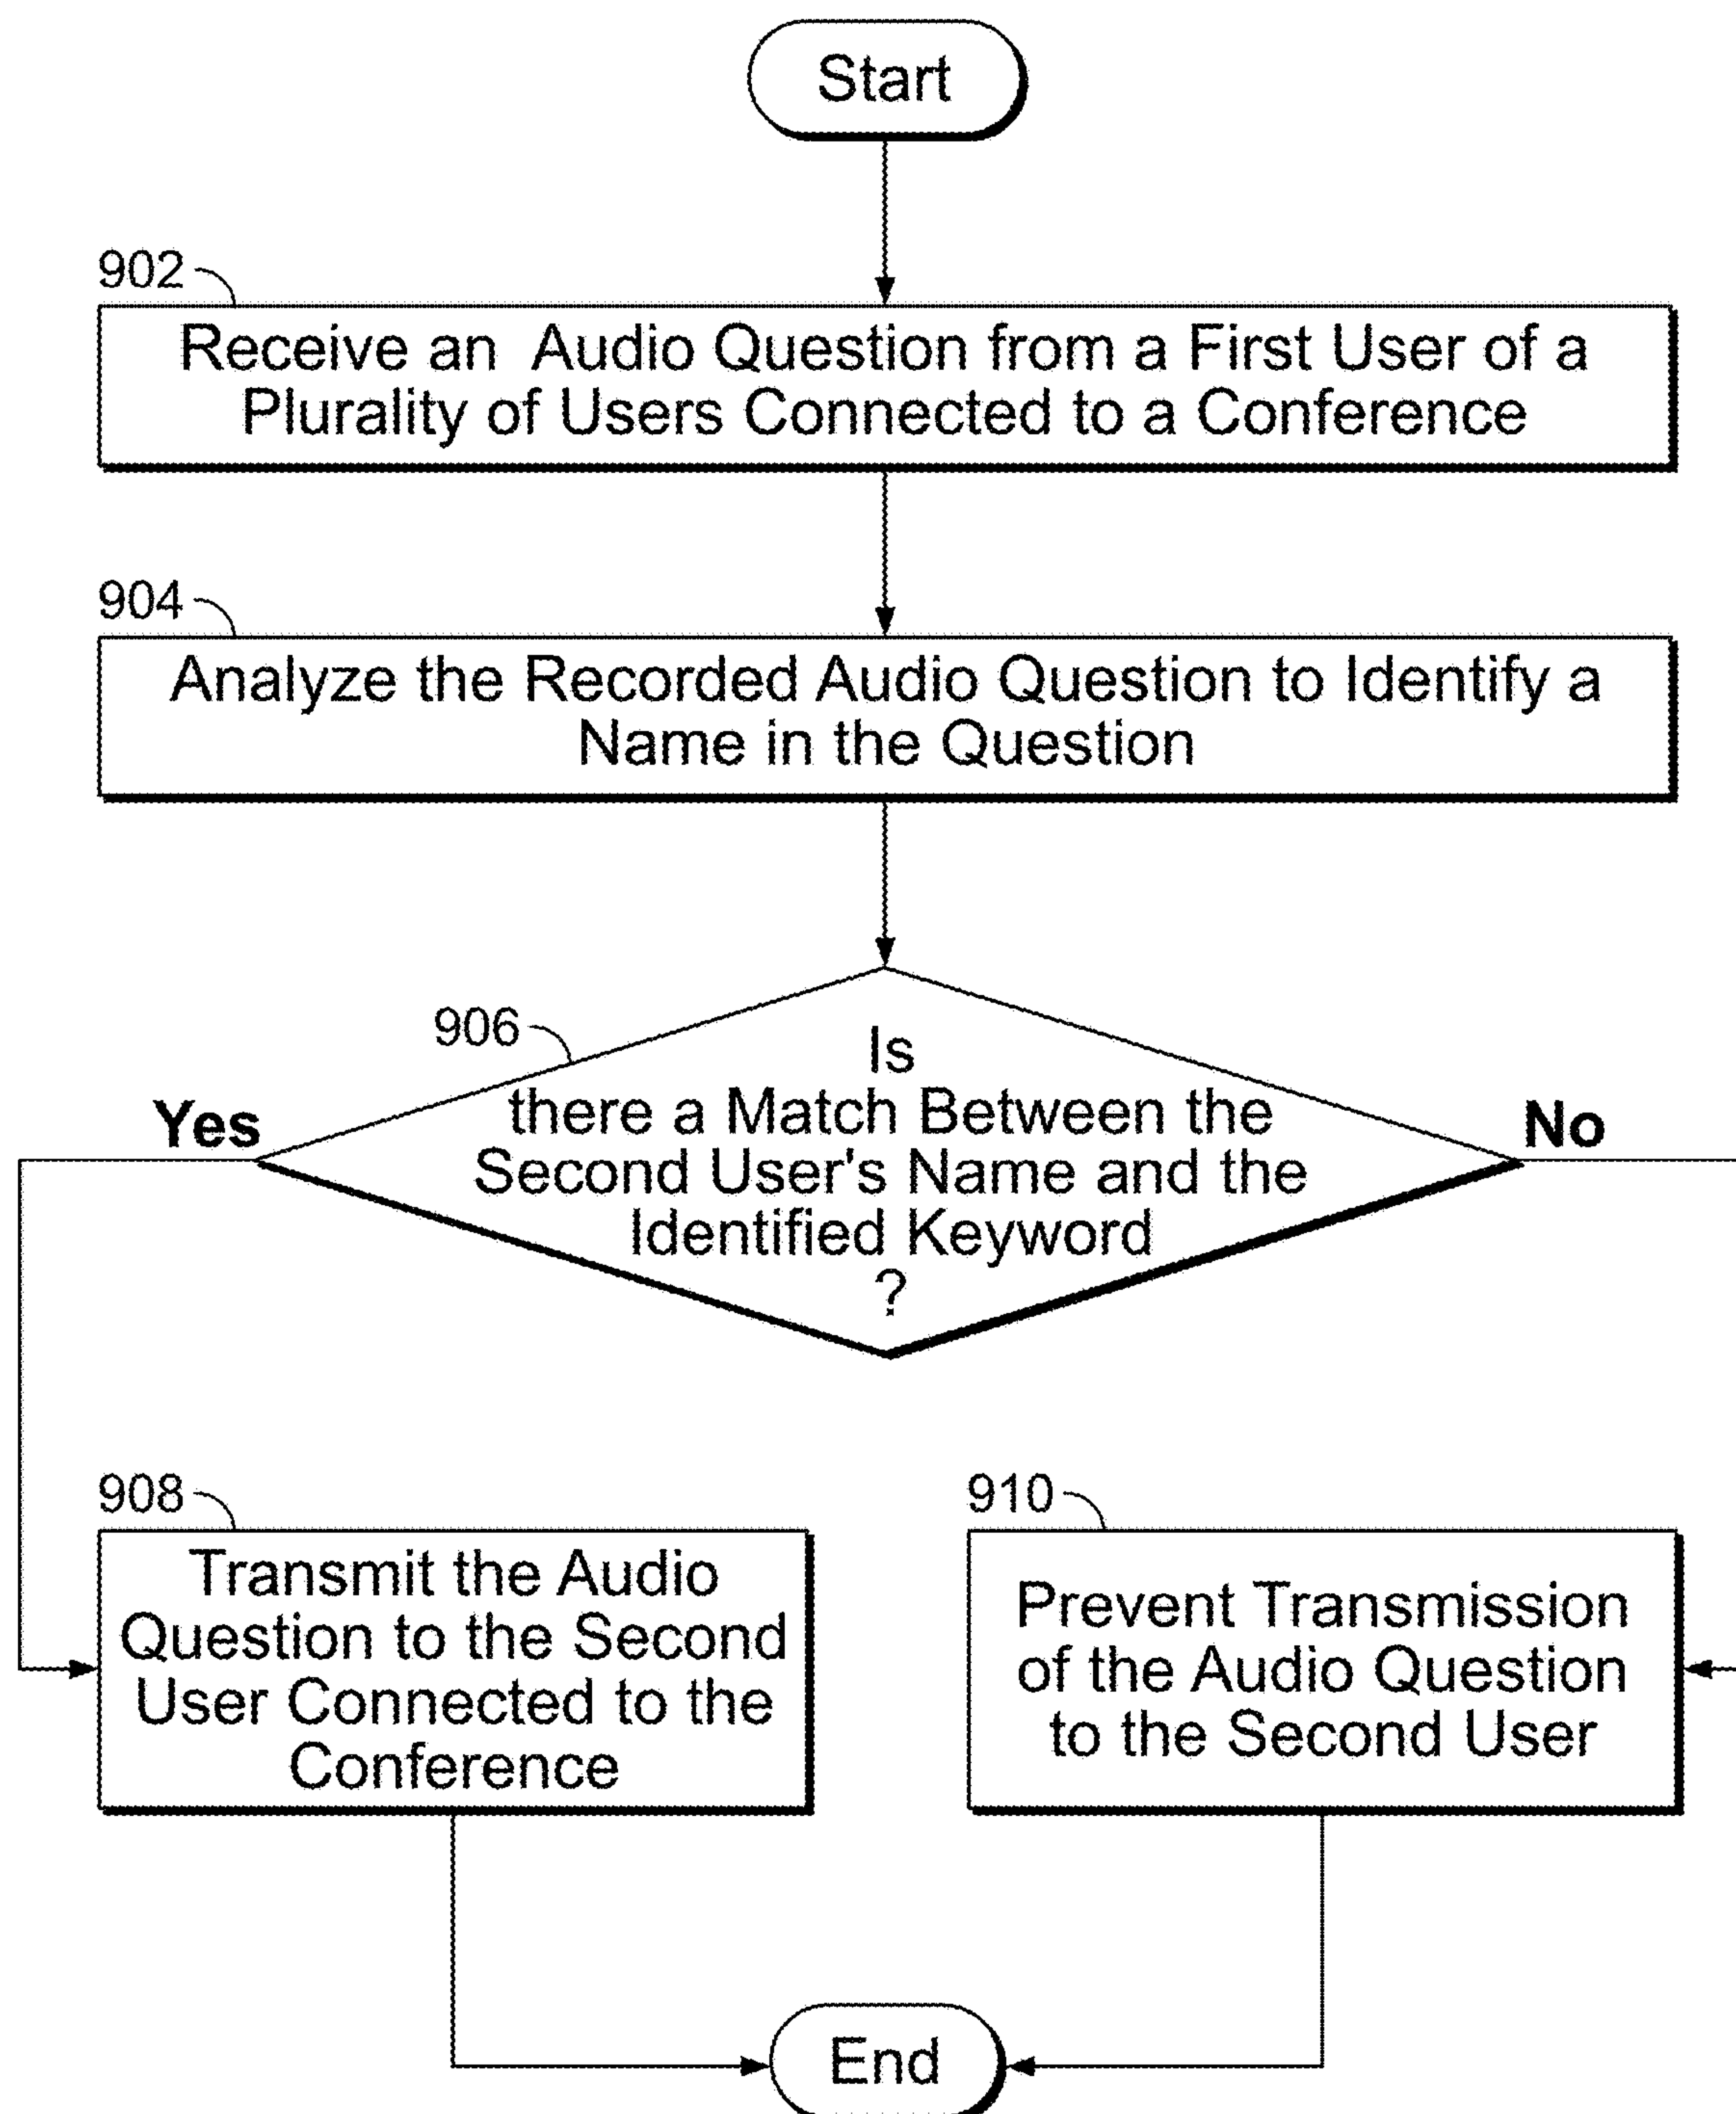 Start
902
Receive an Audio Question from a First User of a
Plurality of Users Connected to a Conference
904
Analyze the Recorded Audio Question to Identify a
Name in the Question
906
Is
there a Match Between the
Second User's Name and the
Identified Keyword
?
Yes
No
908
Transmit the Audio
Question to the Second
User Connected to the
Conference
910
Prevent Transmission
of the Audio Question
to the Second User
End